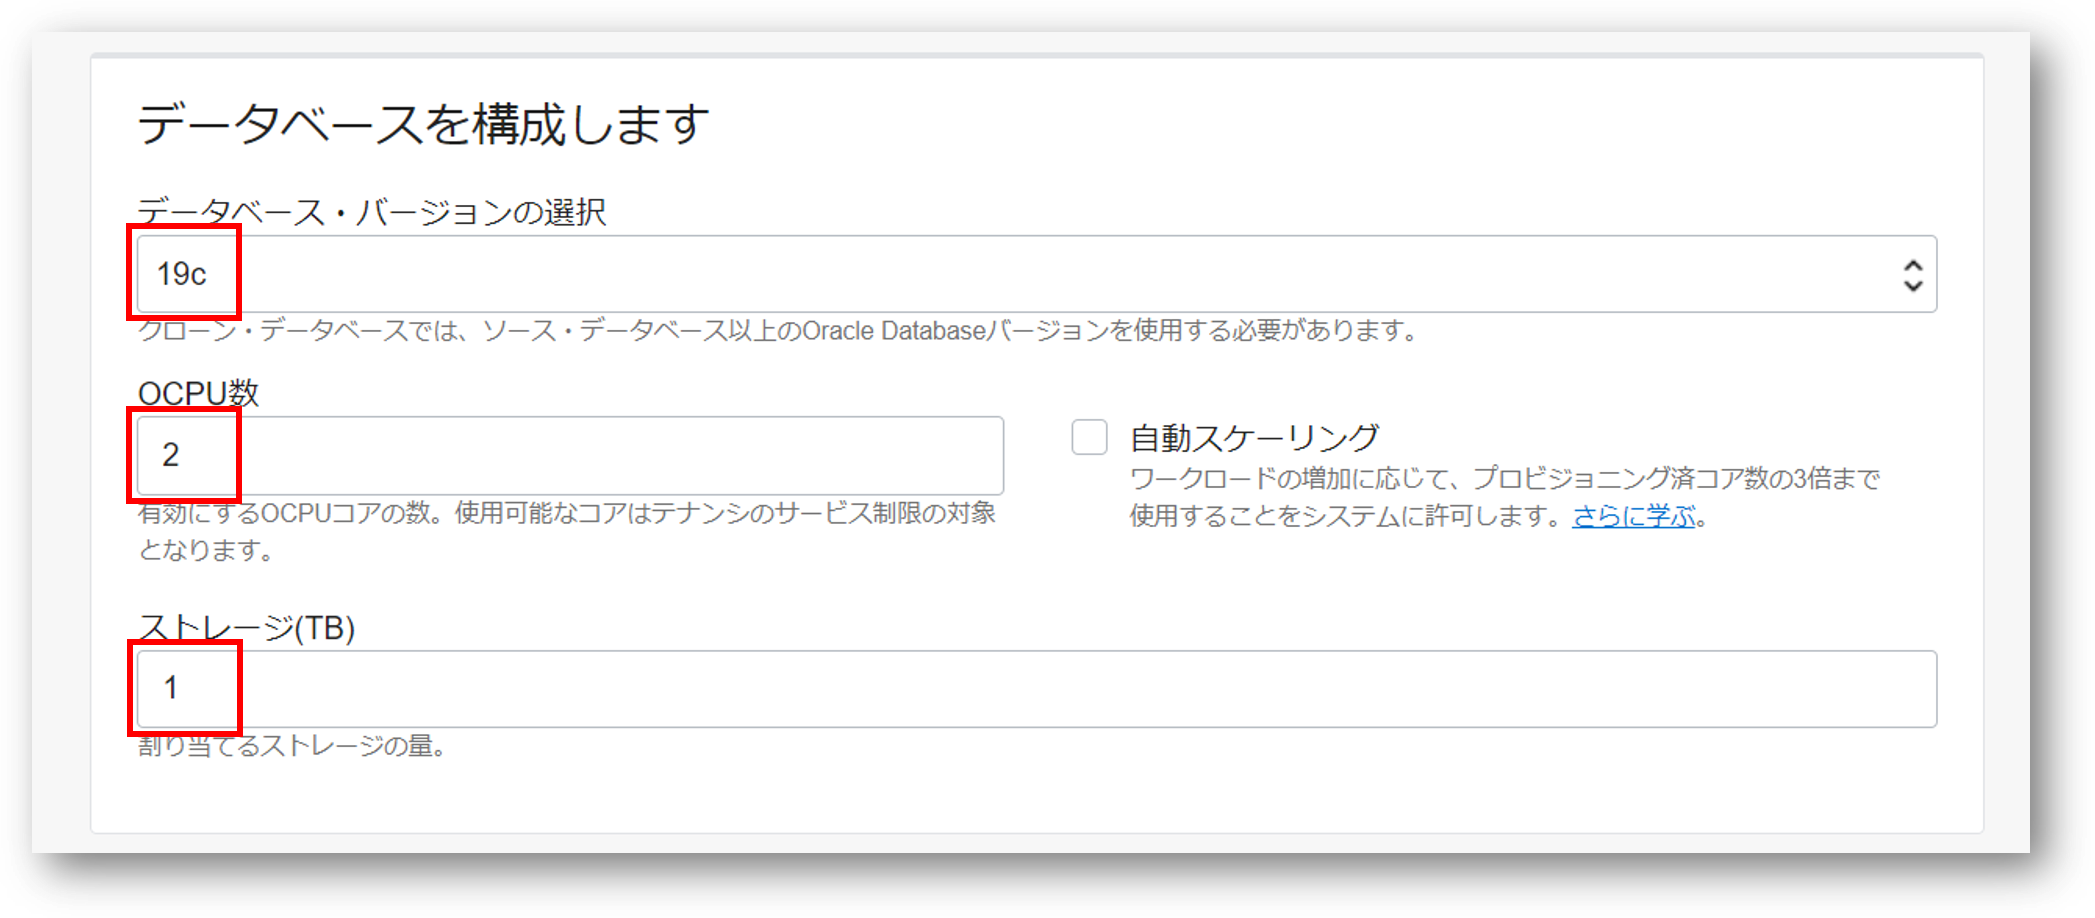 データベースを構成します
データベース・バージョンの選択
19c
クローン・データベースでは、ソース・データベース以上のOracle Databaseバージョンを使用する必要があります。
OCPU数
2
有効にするOCPUコアの数。使用可能なコアはテナンシのサービス制限の対象
となります。
自動スケーリング
ワークロードの増加に応じて、プロビジョニング済コア数の3倍まで
使用することをシステムに許可します。さらに学ぶ。
ストレージ(TB)
1
割り当てるストレージの量。